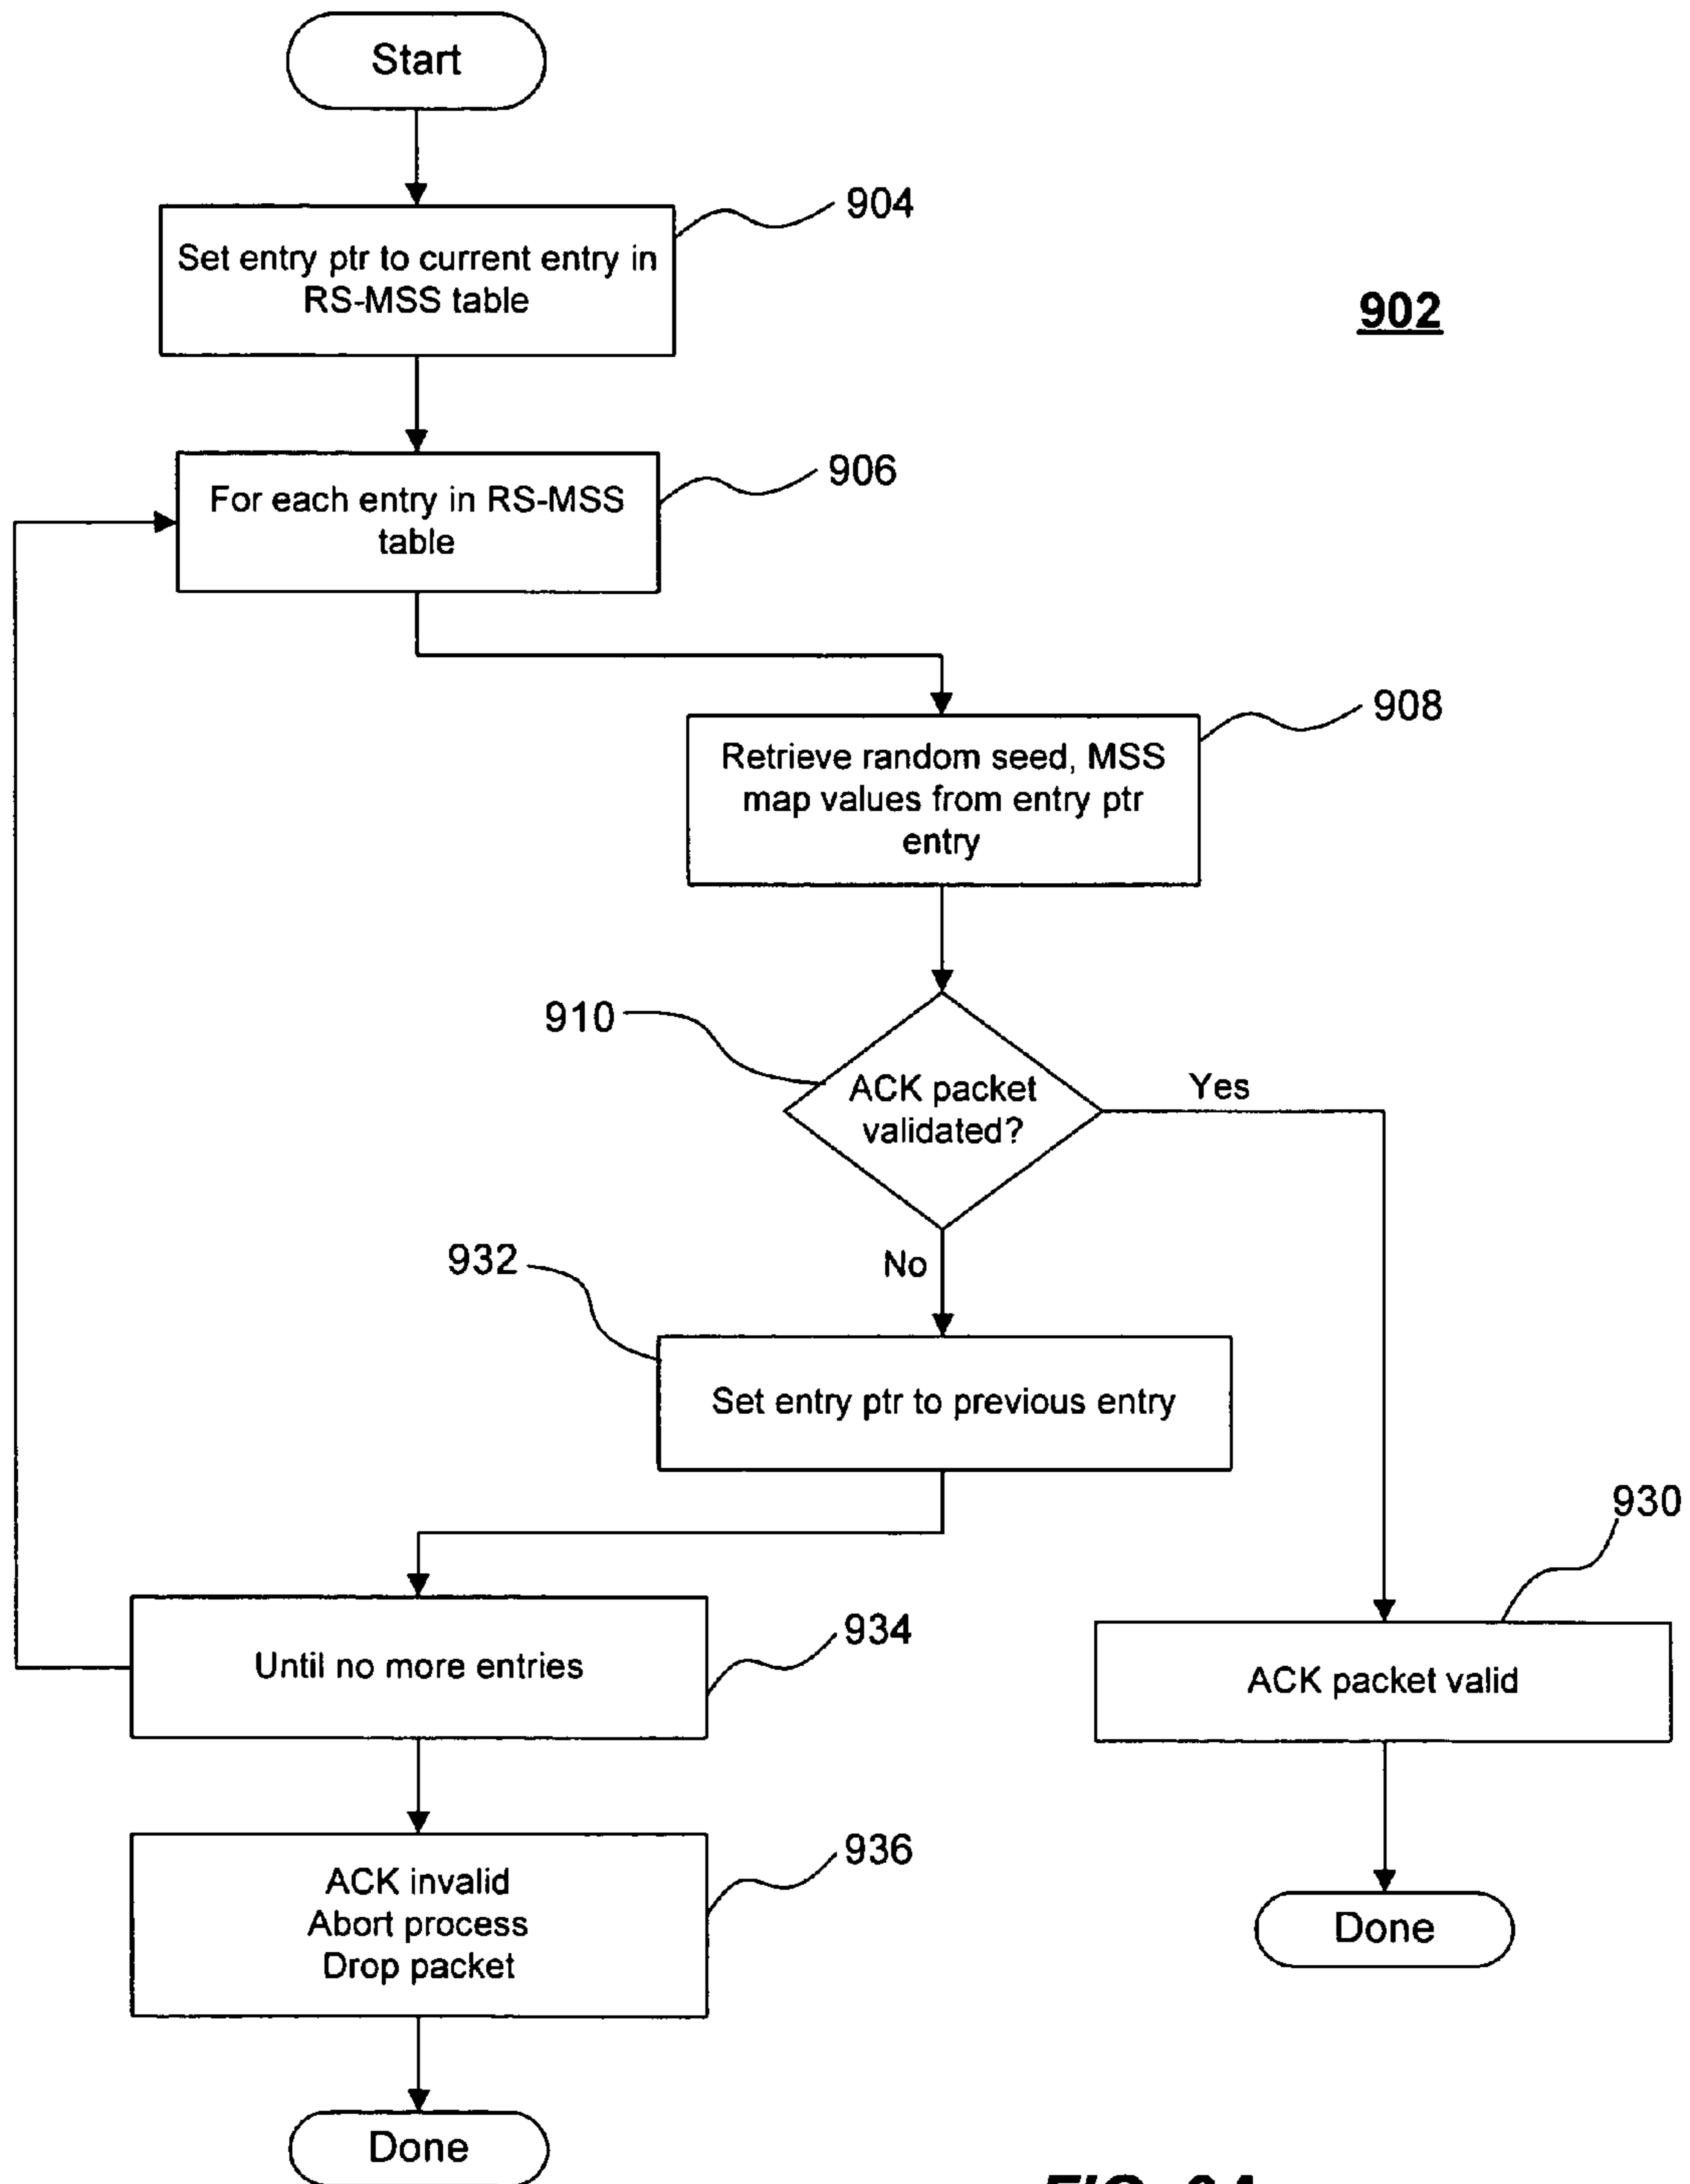 Start
904
Set entry ptr to current entry in
RS-MSS table
902
906
For each entry in RS-MSS
table
908
Retrieve random seed, MSS
map values from entry ptr
entry
910
ACK packet
validated?
Yes
No
932
Set entry ptr to previous entry
930
934
Until no more entries
ACK packet valid
936
ACK invalid
Abort process
Drop packet
Done
Done